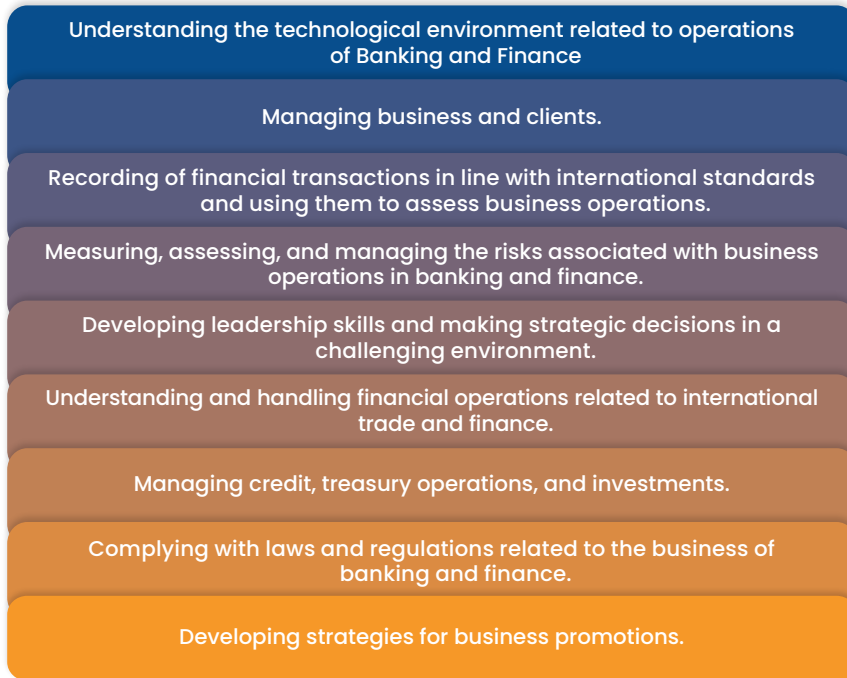 Understanding the technological environment related to operations
of Banking and Finance
Managing business and clients.
Recording of financial transactions in line with international standards
and using them to assess business operations.
Measuring, assessing, and managing the risks associated with business
operations in banking and finance.
Developing leadership skills and making strategic decisions in a
challenging environment.
Understanding and handling financial operations related to international
trade and finance.
Managing credit, treasury operations, and investments.
Complying with laws and regulations related to the business of
banking and finance.
Developing strategies for business promotions.